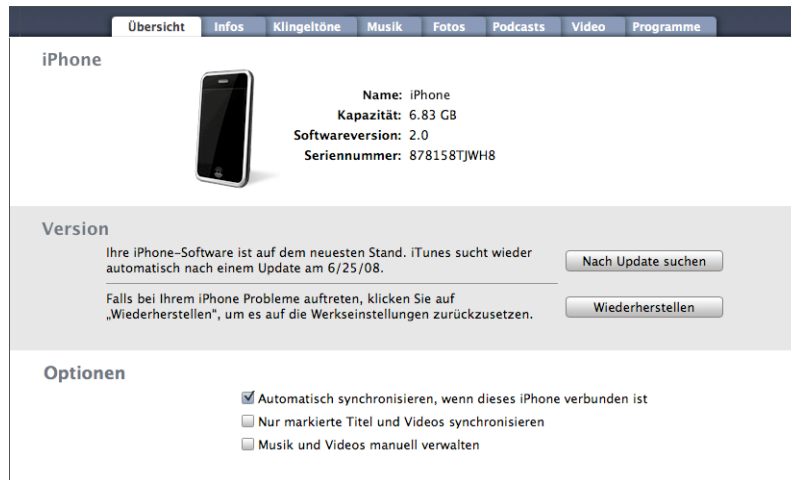 Übersicht Infos Klingeltöne Musik Fotos Podcasts Video Programme
iPhone
Name: iPhone
Kapazität: 6.83 GB
Softwareversion: 2.0
Seriennummer: 878158TJWH8
Version
Ihre iPhone-Software ist auf dem neuesten Stand. iTunes sucht wieder
automatisch nach einem Update am 6/25/08.
Nach Update suchen
Falls bei Ihrem iPhone Probleme auftreten, klicken Sie auf
„Wiederherstellen", um es auf die Werkseinstellungen zurückzusetzen.
Wiederherstellen
Optionen
Automatisch synchronisieren, wenn dieses iPhone verbunden ist
Nur markierte Titel und Videos synchronisieren
Musik und Videos manuell verwalten